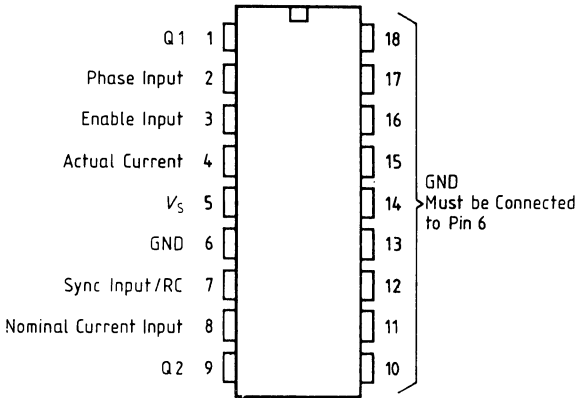 Q1 1
Phase Input 2
Enable Input 3
Actual Current 4
VS 5
GND 6
Sync Input/RC 7
Nominal Current Input 8
Q2 9
18
17
16
15
14
13
12
11
10
GND
Must be Connected
to Pin 6